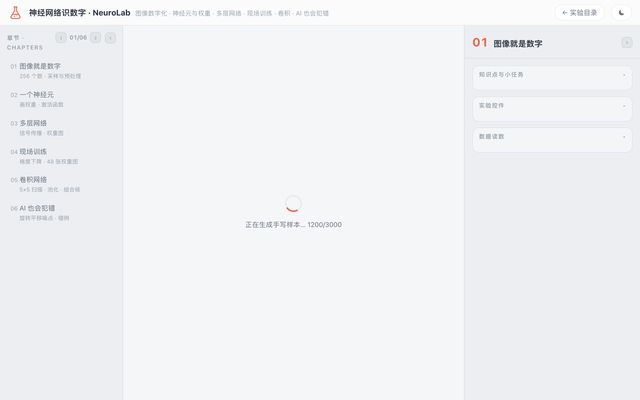 神经网络识数字 · NeuroLab 图像数字化 · 神经元与权重 · 多层网络 · 现场训练 · 卷积 · AI 也会犯错
← 实验目录
章节 · CHAPTERS
01/06
01 图像就是数字
256 个数 · 采样与预处理
02 一个神经元
画权重 · 激活函数
03 多层网络
信号传播 · 权重图
04 现场训练
梯度下降 · 48 张权重图
05 卷积网络
5×5 扫描 · 池化 · 组合核
06 AI 也会犯错
旋转平移噪点 · 错例
正在生成手写样本… 1200/3000
01 图像就是数字
知识点与小任务
实验控件
数据读数